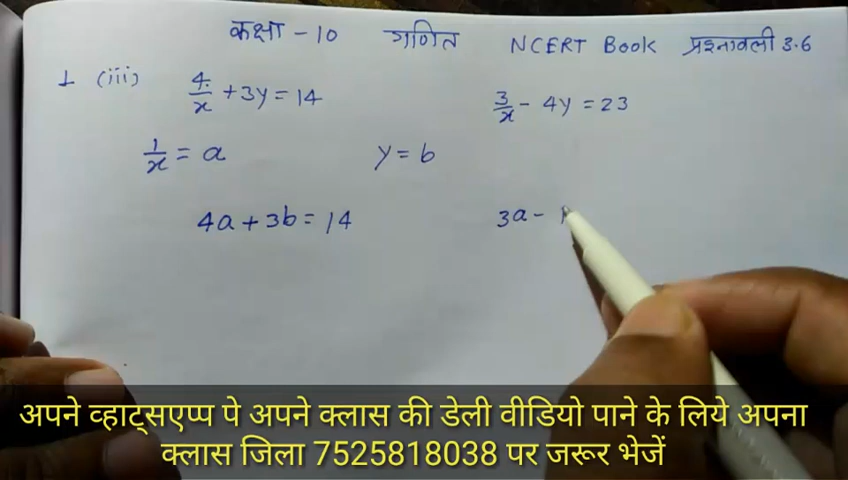 कक्षा - 10 गणित NCERT Book प्रश्नावली 3.6
1 (iii) 4/x + 3y = 14 3/x - 4y = 23
1/x = a y = b
4a + 3b = 14 3a -
अपने व्हाट्सएप्प पे अपने क्लास की डेली वीडियो पाने के लिये अपना
क्लास जिला 7525818038 पर जरूर भेजें